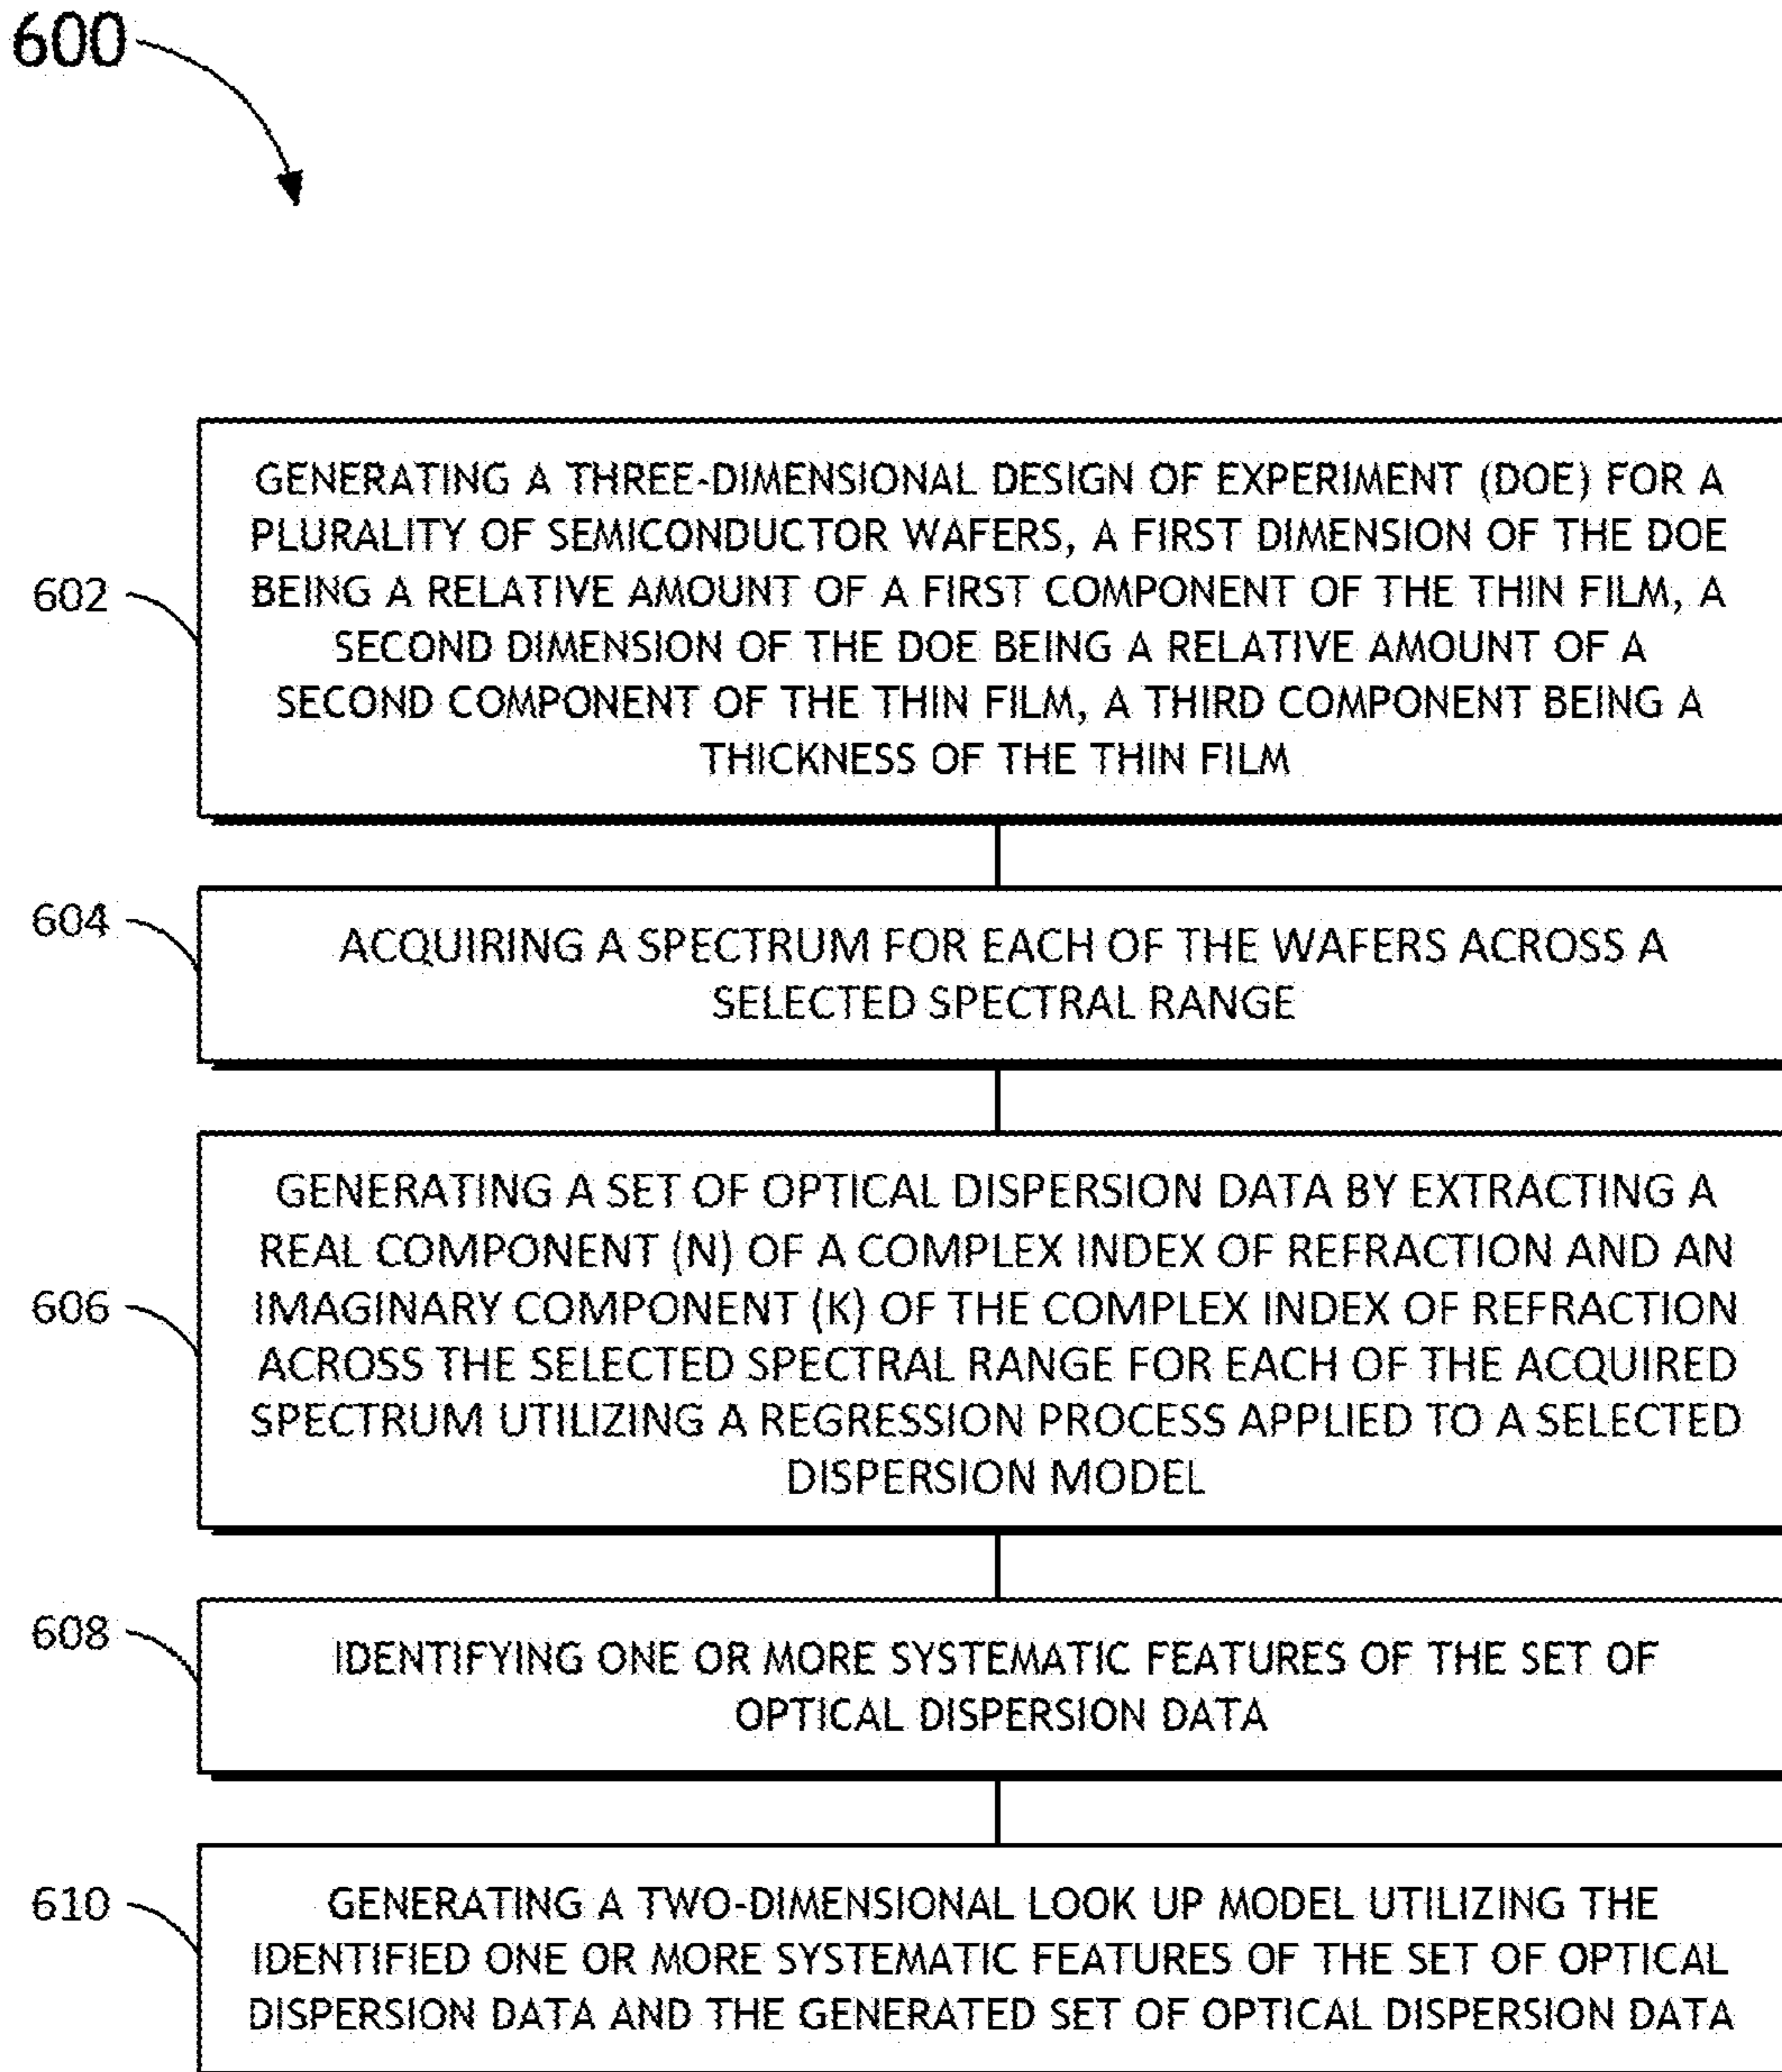 600
602
GENERATING A THREE-DIMENSIONAL DESIGN OF EXPERIMENT (DOE) FOR A
PLURALITY OF SEMICONDUCTOR WAFERS, A FIRST DIMENSION OF THE DOE
BEING A RELATIVE AMOUNT OF A FIRST COMPONENT OF THE THIN FILM, A
SECOND DIMENSION OF THE DOE BEING A RELATIVE AMOUNT OF A
SECOND COMPONENT OF THE THIN FILM, A THIRD COMPONENT BEING A
THICKNESS OF THE THIN FILM
604
ACQUIRING A SPECTRUM FOR EACH OF THE WAFERS ACROSS A
SELECTED SPECTRAL RANGE
606
GENERATING A SET OF OPTICAL DISPERSION DATA BY EXTRACTING A
REAL COMPONENT (N) OF A COMPLEX INDEX OF REFRACTION AND AN
IMAGINARY COMPONENT (K) OF THE COMPLEX INDEX OF REFRACTION
ACROSS THE SELECTED SPECTRAL RANGE FOR EACH OF THE ACQUIRED
SPECTRUM UTILIZING A REGRESSION PROCESS APPLIED TO A SELECTED
DISPERSION MODEL
608
IDENTIFYING ONE OR MORE SYSTEMATIC FEATURES OF THE SET OF
OPTICAL DISPERSION DATA
610
GENERATING A TWO-DIMENSIONAL LOOK UP MODEL UTILIZING THE
IDENTIFIED ONE OR MORE SYSTEMATIC FEATURES OF THE SET OF OPTICAL
DISPERSION DATA AND THE GENERATED SET OF OPTICAL DISPERSION DATA